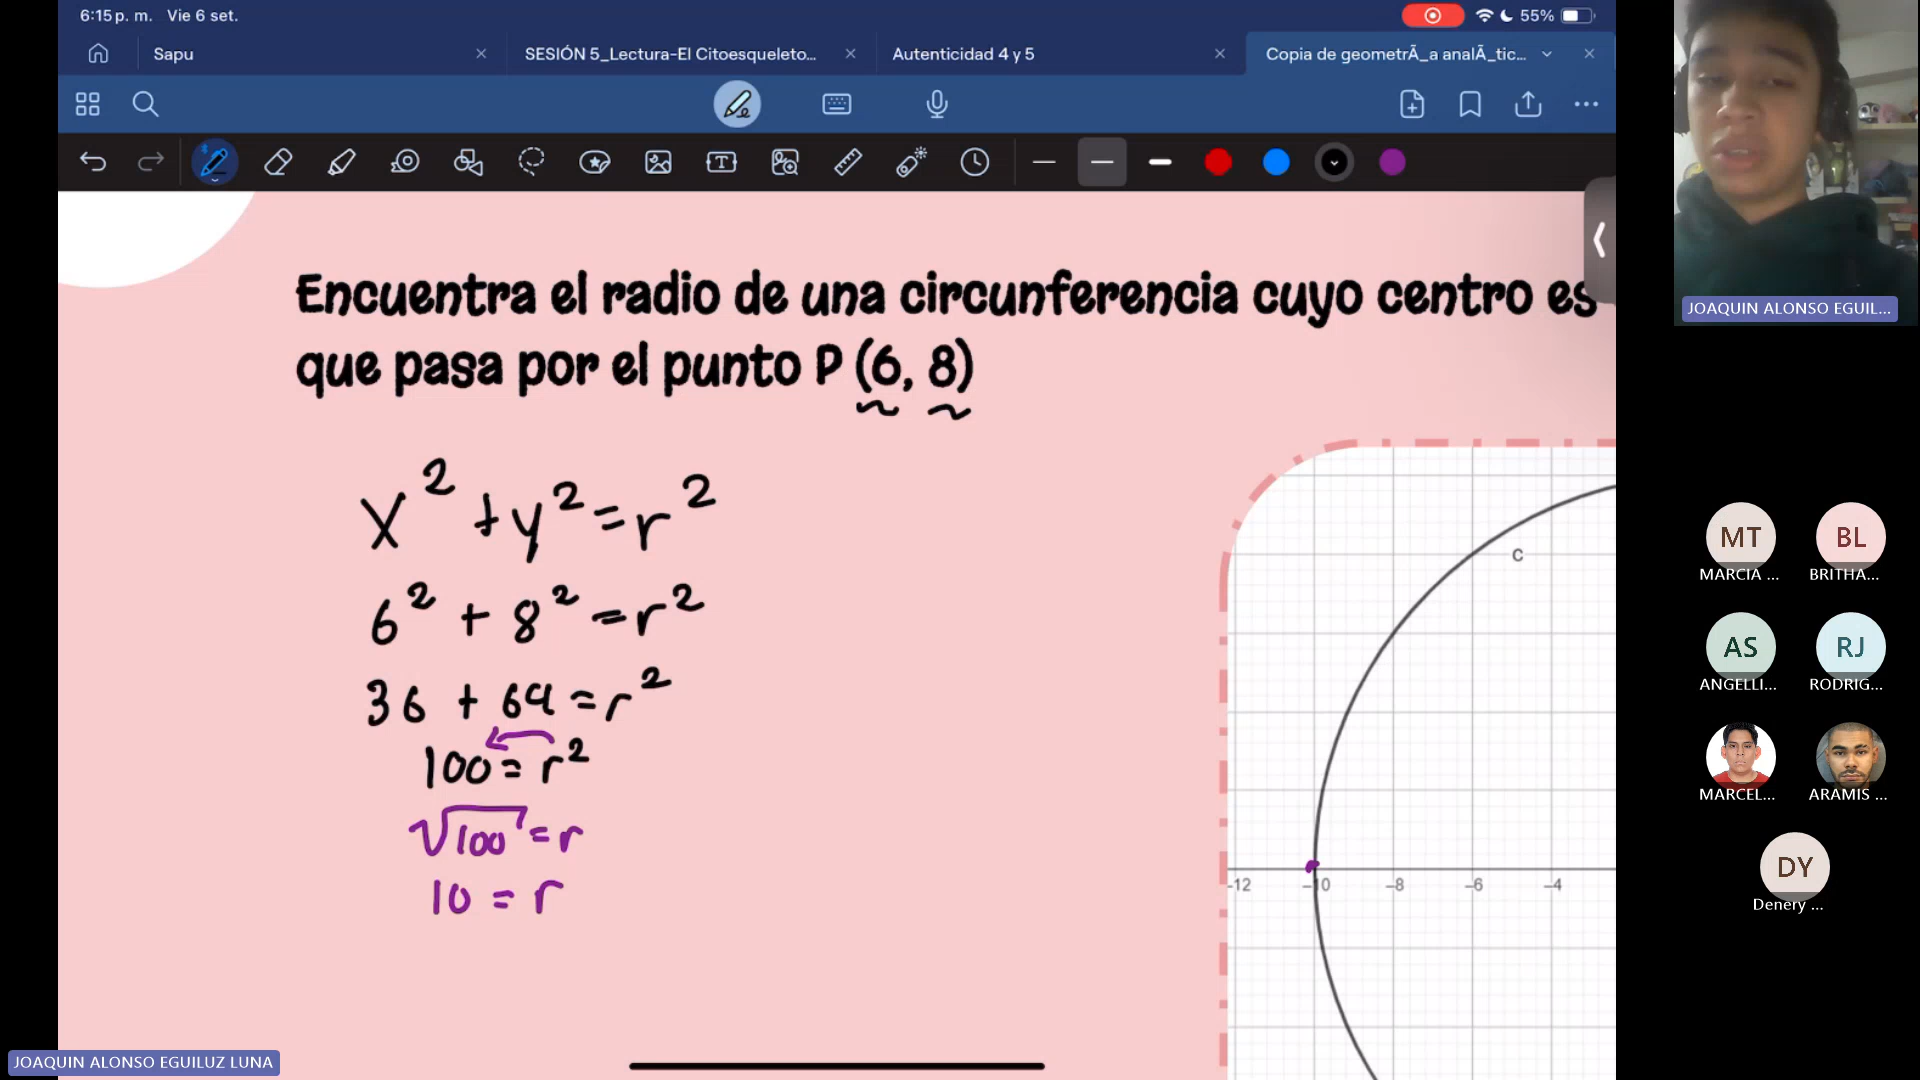 6:15 p. m. Vie 6 set.
55%
Sapu
SESIÓN 5_Lectura-El Citoesqueleto...
Autenticidad 4 y 5
Copia de geometrÃ_a analÃ_tic...
Encuentra el radio de una circunferencia cuyo centro es
que pasa por el punto P (6, 8)
x² + y² = r²
6² + 8² = r²
36 + 64 = r²
100 = r²
√100 = r
10 = r
C
-12 -10 -8 -6 -4
JOAQUIN ALONSO EGUIL...
MT BL
MARCIA ... BRITHA...
AS RJ
ANGELLI... RODRIG...
MARCEL... ARAMIS ...
DY
Denery ...
JOAQUIN ALONSO EGUILUZ LUNA